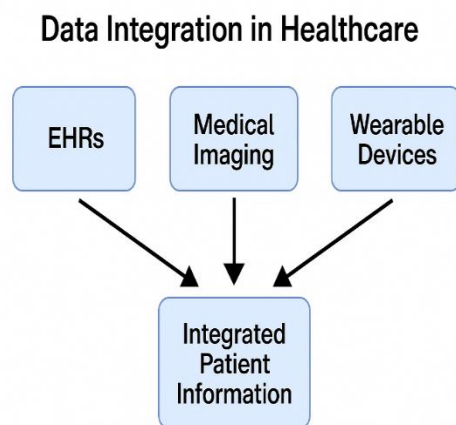 Data Integration in Healthcare
EHRs
Medical
Imaging
Wearable
Devices
Integrated
Patient
Information